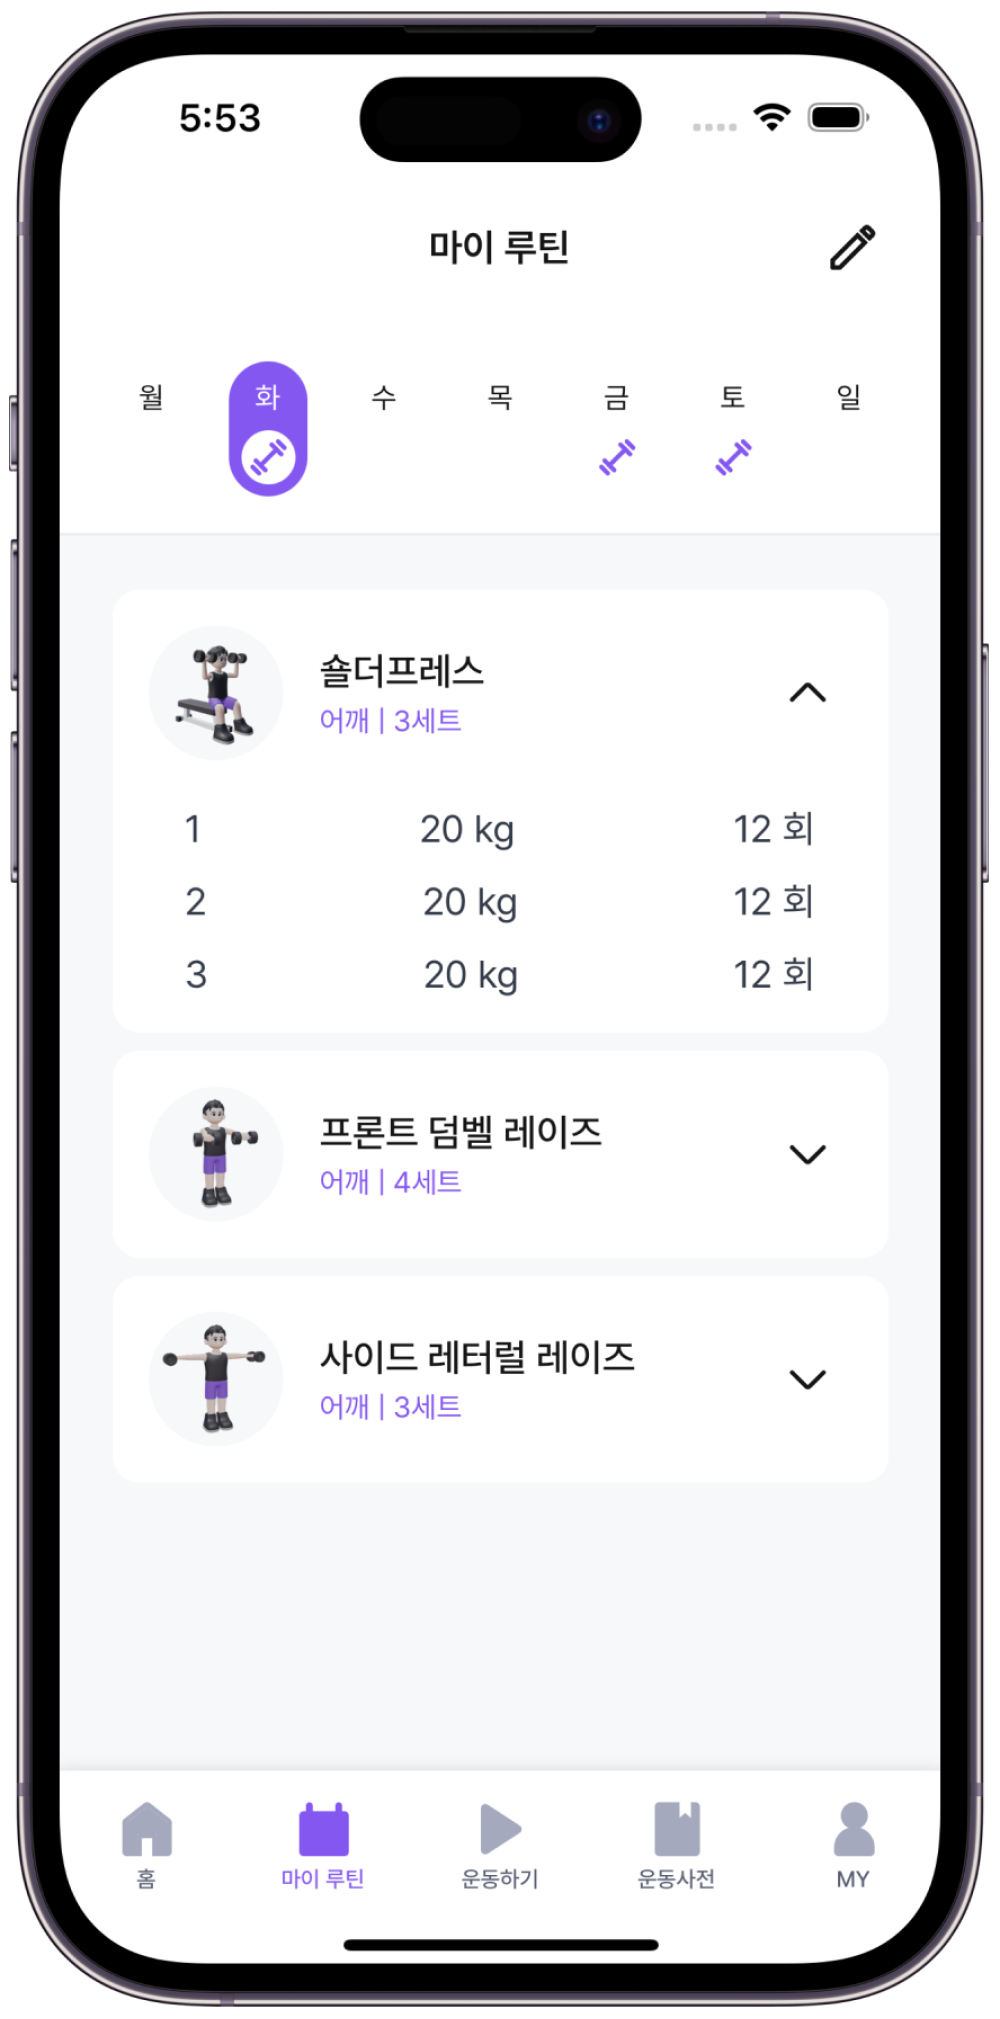 5:53
마이 루틴
월 화 수 목 금 토 일
숄더프레스
어깨 | 3세트
1 20 kg 12 회
2 20 kg 12 회
3 20 kg 12 회
프론트 덤벨 레이즈
어깨 | 4세트
사이드 레터럴 레이즈
어깨 | 3세트
홈 마이 루틴 운동하기 운동사전 MY